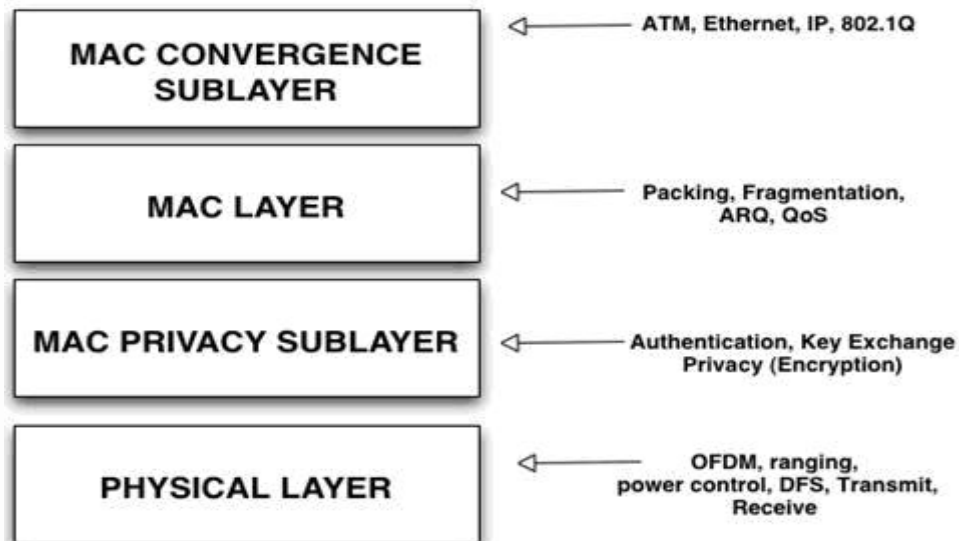 MAC CONVERGENCE
SUBLAYER
ATM, Ethernet, IP, 802.1Q
MAC LAYER
Packing, Fragmentation,
ARQ, QoS
MAC PRIVACY SUBLAYER
Authentication, Key Exchange
Privacy (Encryption)
PHYSICAL LAYER
OFDM, ranging,
power control, DFS, Transmit,
Receive